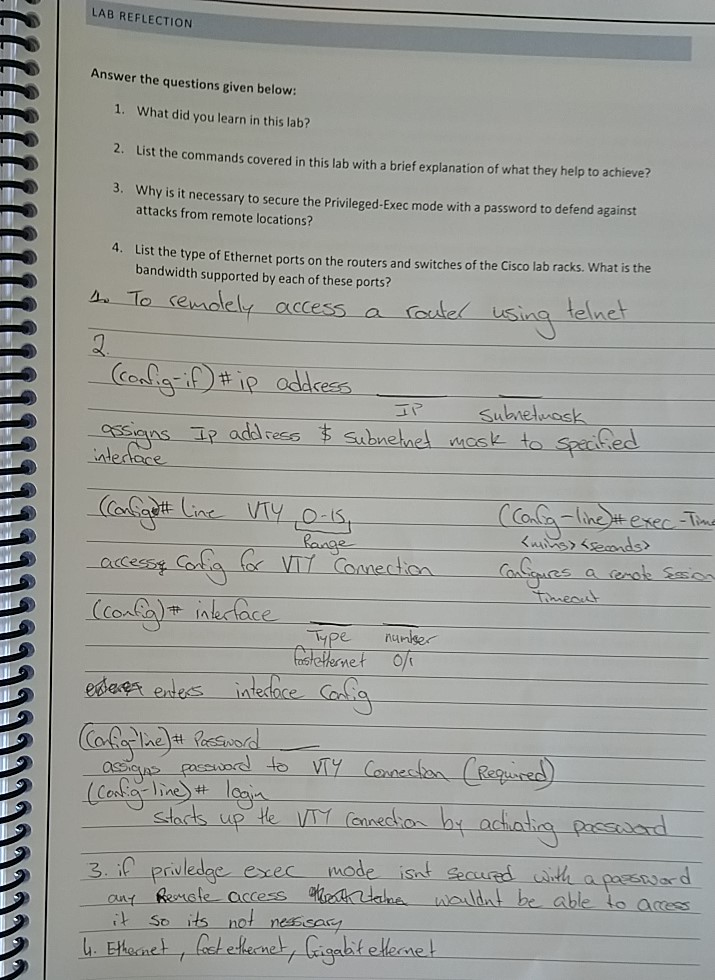 LAB REFLECTION
Answer the questions given below:
1. What did you learn in this lab?
2. List the commands covered in this lab with a brief explanation of what they help to achieve?
3. Why is it necessary to secure the Privileged-Exec mode with a password to defend against
attacks from remote locations?
4. List the type of Ethernet ports on the routers and switches of the Cisco lab racks. What is the
bandwidth supported by each of these ports?
1. To remotely access a router using telnet
2.
(config-if)# ip address ____ ____
IP Subnetmask
assigns Ip address & subnetnet mask to specified
interface
(Config)# line VTY 0-15 (Config-line)# exec-Time
Range <mins> <seconds>
access Config for VTY Connection Configures a remote Session
Timeout
(config)# interface ____ ____
Type number
fastethernet 0/1
enters interface Config
(Config-line)# Password ____
assigns password to VTY Connection (Required)
(Config-line)# login
starts up the VTY Connection by activating password
3. if priviledge exec mode isnt secured with a password
any Remote access wouldnt be able to access
it so its not nessisary
4. Ethernet, fastethernet, Gigabitethernet